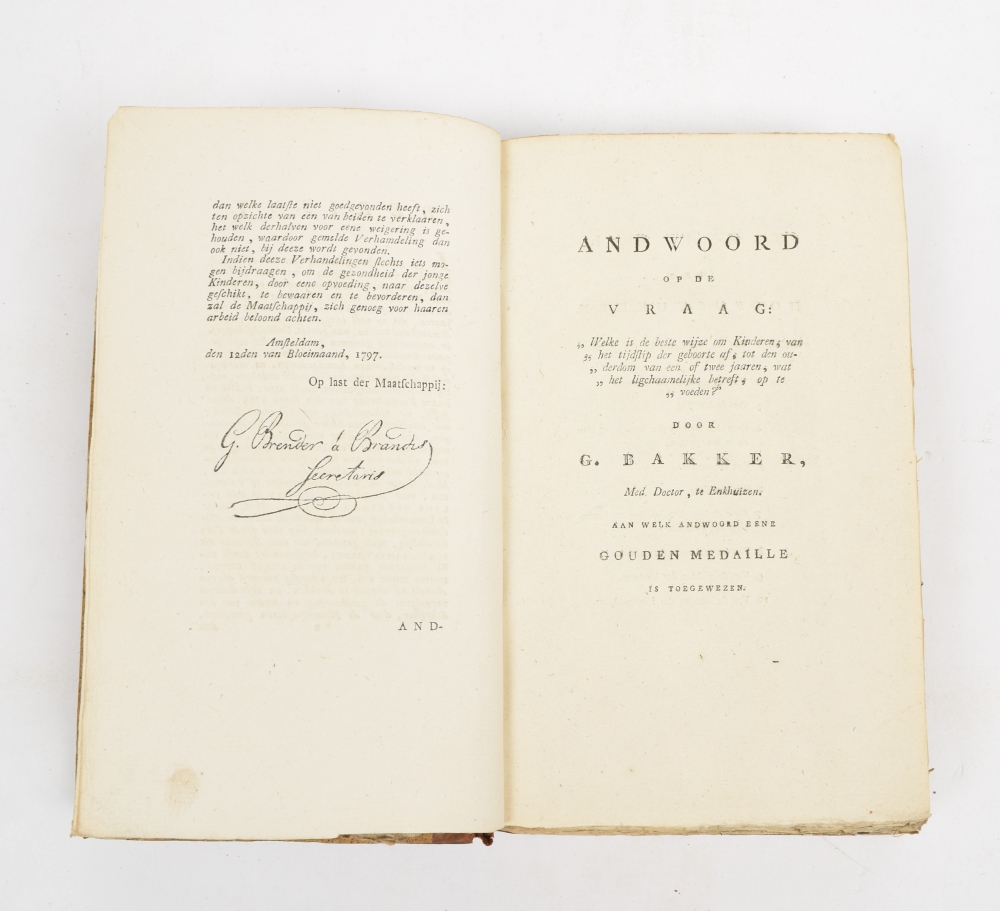 dan welke laatſte niet goedgevonden heeft, zich
ten opzichte van één van beiden te verklaaren,
het welk derhalven voor eene weigering is ge-
houden, waardoor gemelde Verhamdeling dan
ook niet, bij deeze wordt gevonden.
Indien deeze Verhandelingen ſlechts iets mo-
gen bijdraagen, om de gezondheid der jonge
Kinderen, door eene opvoeding, naar dezelve
geſchikt, te bewaaren en te bevorderen, dan
zal de Maatſchappij, zich genoeg voor haaren
arbeid beloond achten.
Amſteldam,
den 12den van Bloeimaand, 1797.
Op last der Maatſchappij:
G. Brender á Brandis
Secretaris
AND-
ANDWOORD
OP DE
VRAAG:
„ Welke is de beste wijze om Kinderen, van
„ het tijdſtip der geboorte af, tot den ou-
„ derdom van een of twee jaaren, wat
„ het ligchaamelijke betreft, op te
„ voeden?”
DOOR
G. BAKKER,
Med. Doctor, te Enkhuizen.
AAN WELK ANDWOORD EENE
GOUDEN MEDAILLE
IS TOEGEWEZEN.